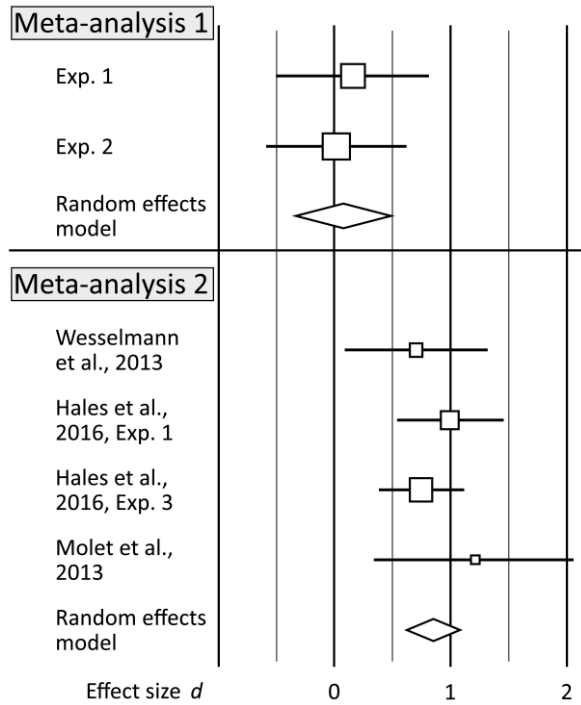 Meta-analysis 1
Exp. 1
Exp. 2
Random effects
model
Meta-analysis 2
Wesselmann
et al., 2013
Hales et al.,
2016, Exp. 1
Hales et al.,
2016, Exp. 3
Molet et al.,
2013
Random effects
model
Effect size d 0 1 2